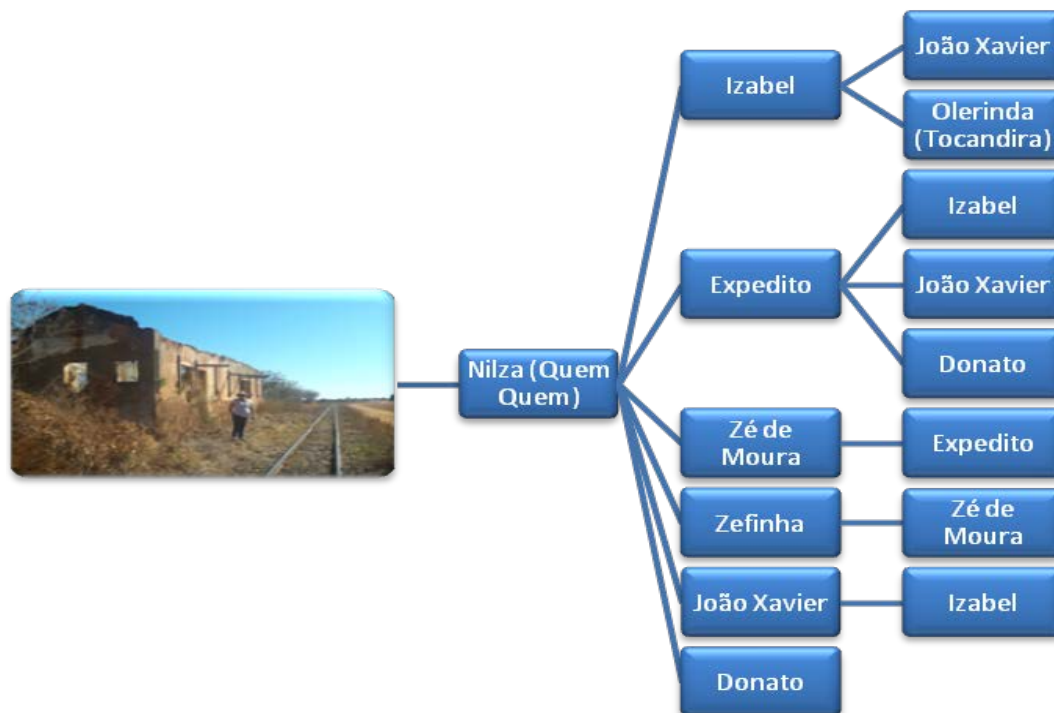 Nilza (Quem
Quem)
Izabel
João Xavier
Olerinda
(Tocandira)
Expedito
Izabel
João Xavier
Donato
Zé de
Moura
Expedito
Zefinha
Zé de
Moura
João Xavier
Izabel
Donato